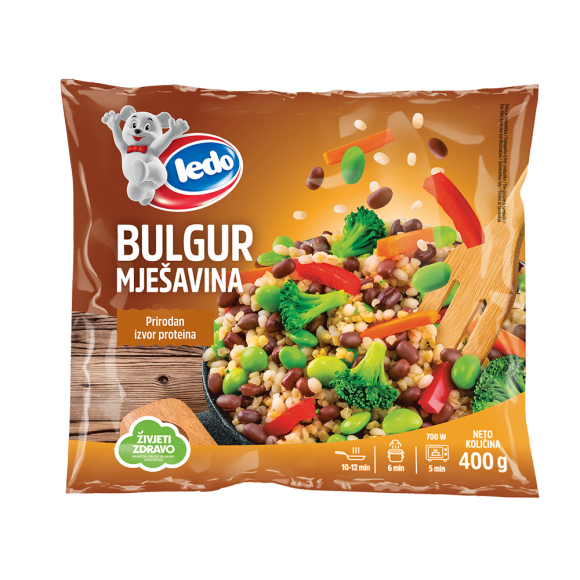 ledo
BULGUR
MJEŠAVINA
Prirodan
izvor proteina
ŽIVJETI
ZDRAVO
10-12 min
6 min
700 W
5 min
NETO
KOLIČINA
400 g